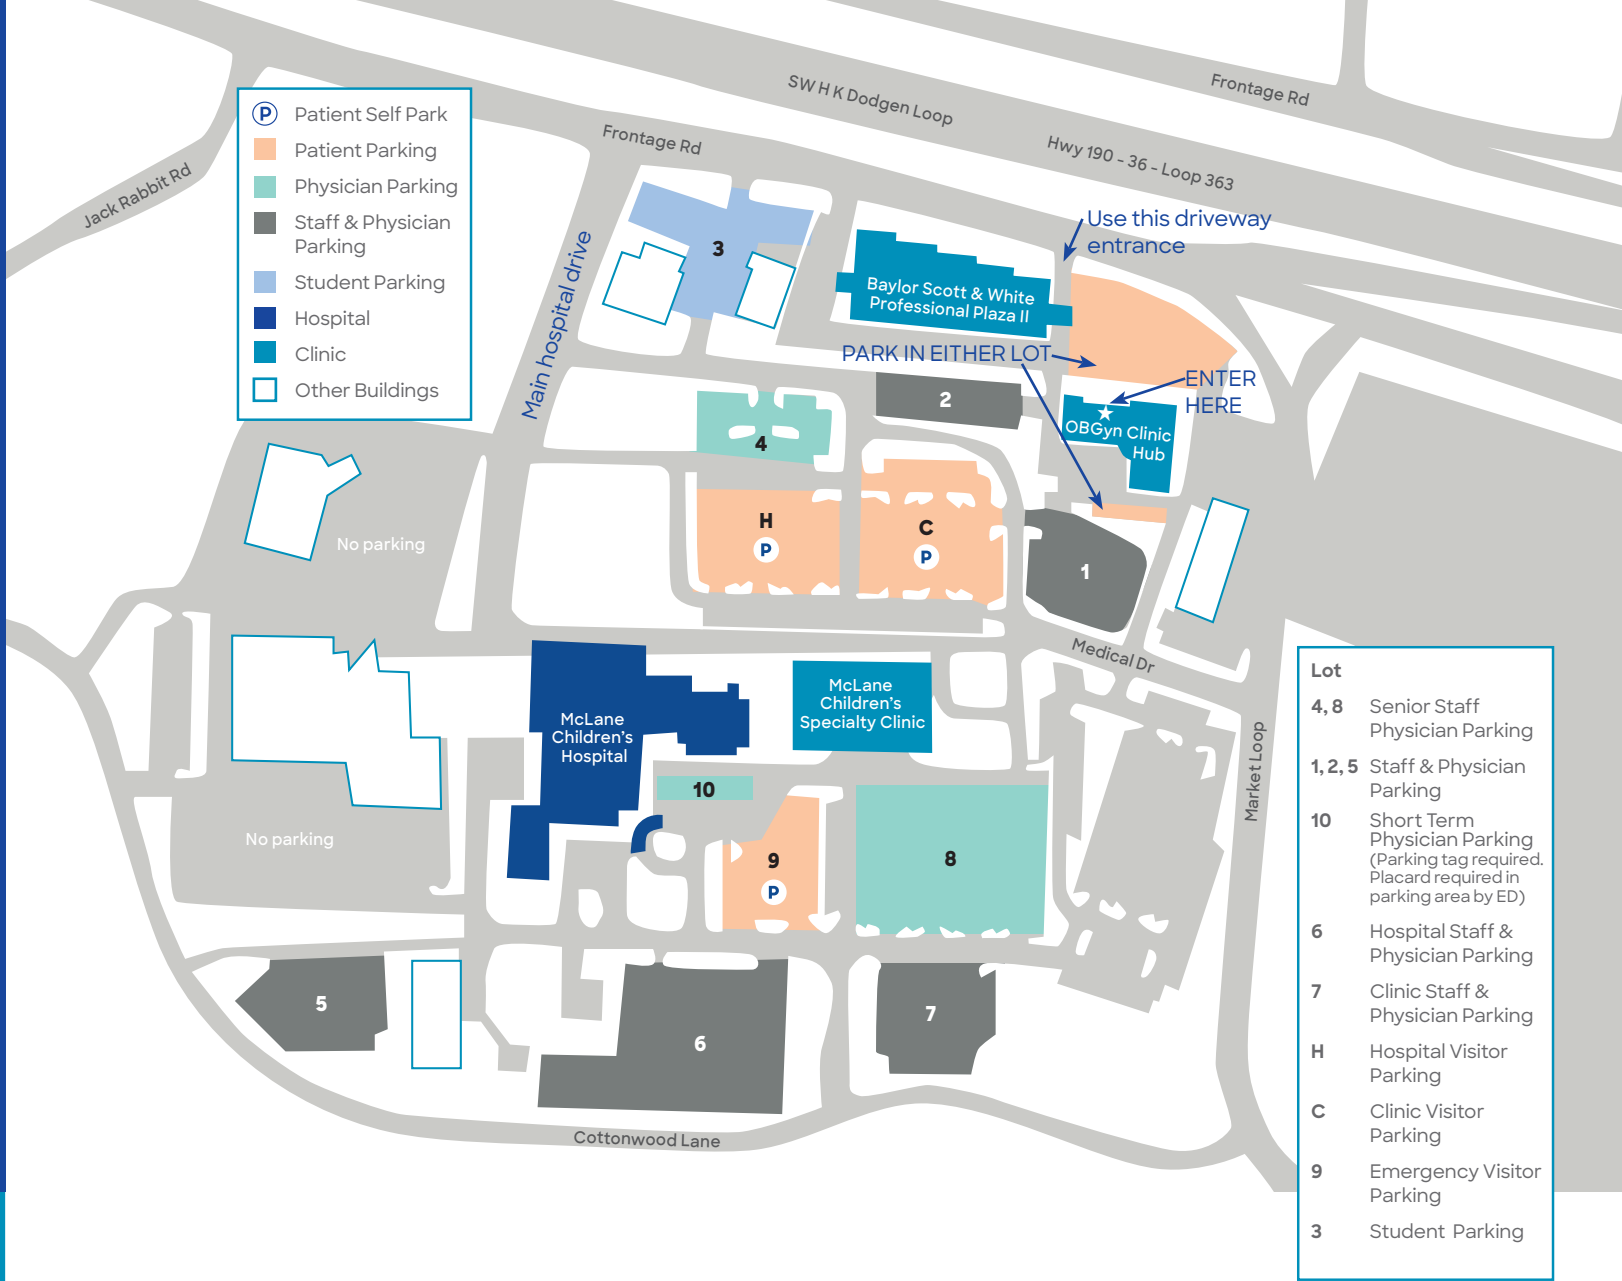 SW H K Dodgen Loop
Frontage Rd
Hwy 190 - 36 - Loop 363
Frontage Rd
Jack Rabbit Rd
Main hospital drive
P Patient Self Park
Patient Parking
Physician Parking
Staff & Physician
Parking
Student Parking
Hospital
Clinic
Other Buildings
Use this driveway
entrance
3
Baylor Scott & White
Professional Plaza II
PARK IN EITHER LOT
ENTER
HERE
2
OBGyn Clinic
Hub
4
H
P
C
P
1
No parking
Medical Dr
McLane
Children's
Hospital
McLane
Children's
Specialty Clinic
Market Loop
10
No parking
9
P
8
5
6
7
Cottonwood Lane
Lot
4, 8 Senior Staff
Physician Parking
1, 2, 5 Staff & Physician
Parking
10 Short Term
Physician Parking
(Parking tag required.
Placard required in
parking area by ED)
6 Hospital Staff &
Physician Parking
7 Clinic Staff &
Physician Parking
H Hospital Visitor
Parking
C Clinic Visitor
Parking
9 Emergency Visitor
Parking
3 Student Parking